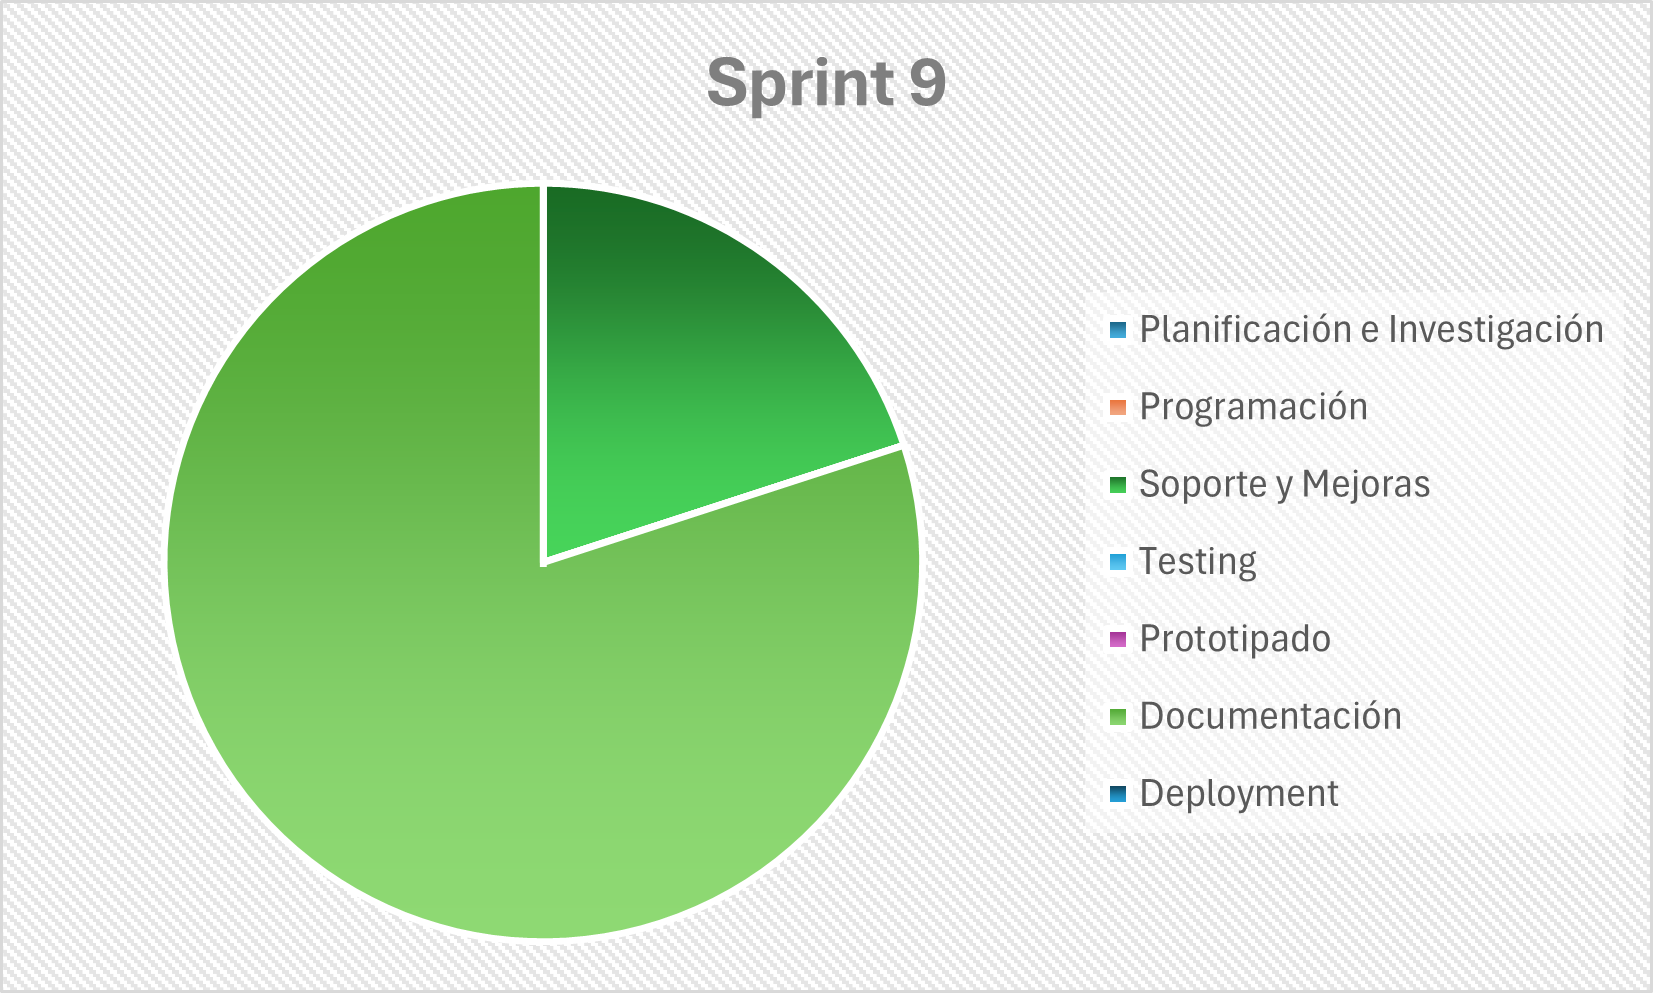 Sprint 9
Planificación e Investigación
Programación
Soporte y Mejoras
Testing
Prototipado
Documentación
Deployment